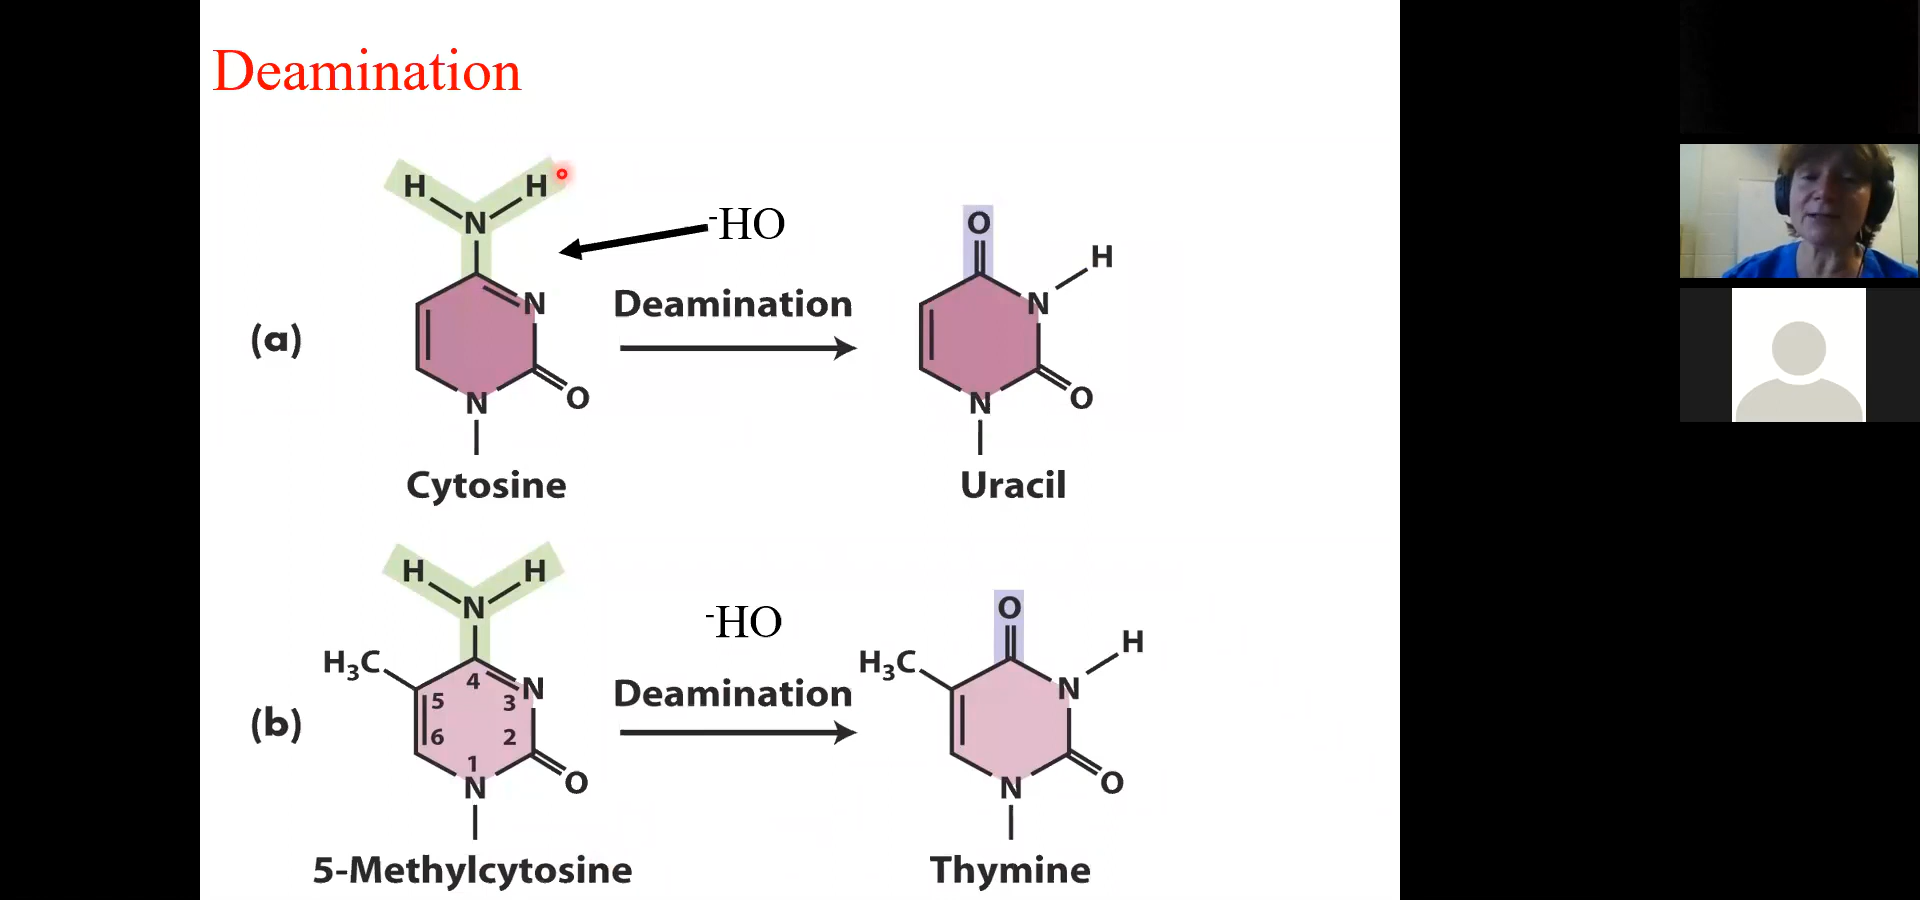 Deamination
H H
N
-HO
O
H
N
N
Deamination
(a)
N
O
N
O
Cytosine
Uracil
H H
N
-HO
O
H
H3C
4
N
5
3
Deamination
H3C
N
(b)
6
2
1
N
O
N
O
5-Methylcytosine
Thymine